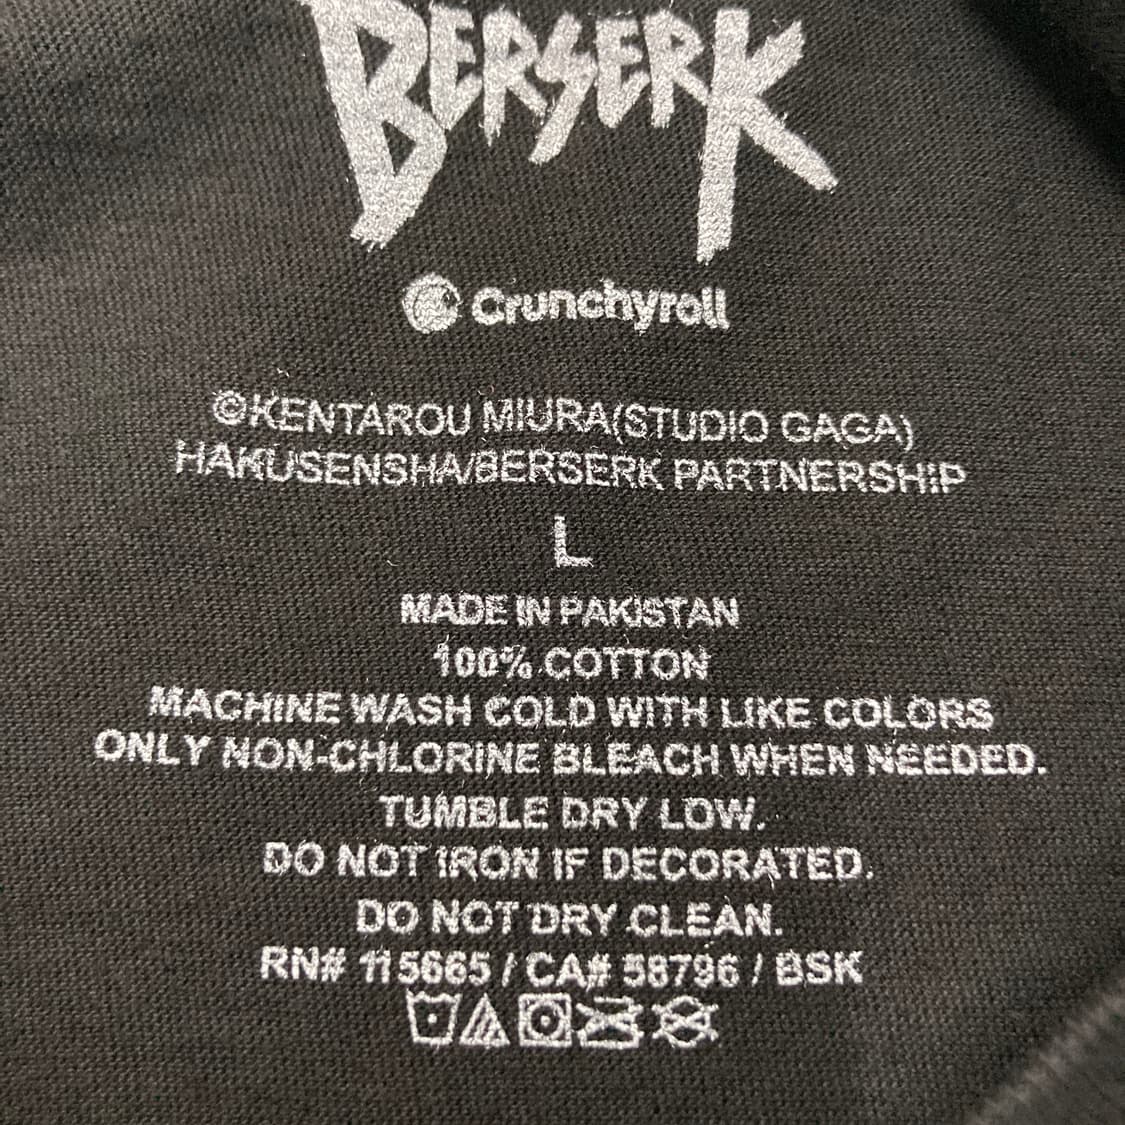 BERSERK
Crunchyroll
©KENTAROU MIURA(STUDIO GAGA)
HAKUSENSHA/BERSERK PARTNERSHIP
L
MADE IN PAKISTAN
100% COTTON
MACHINE WASH COLD WITH LIKE COLORS
ONLY NON-CHLORINE BLEACH WHEN NEEDED.
TUMBLE DRY LOW.
DO NOT IRON IF DECORATED.
DO NOT DRY CLEAN.
RN# 115665 / CA# 58796 / BSK